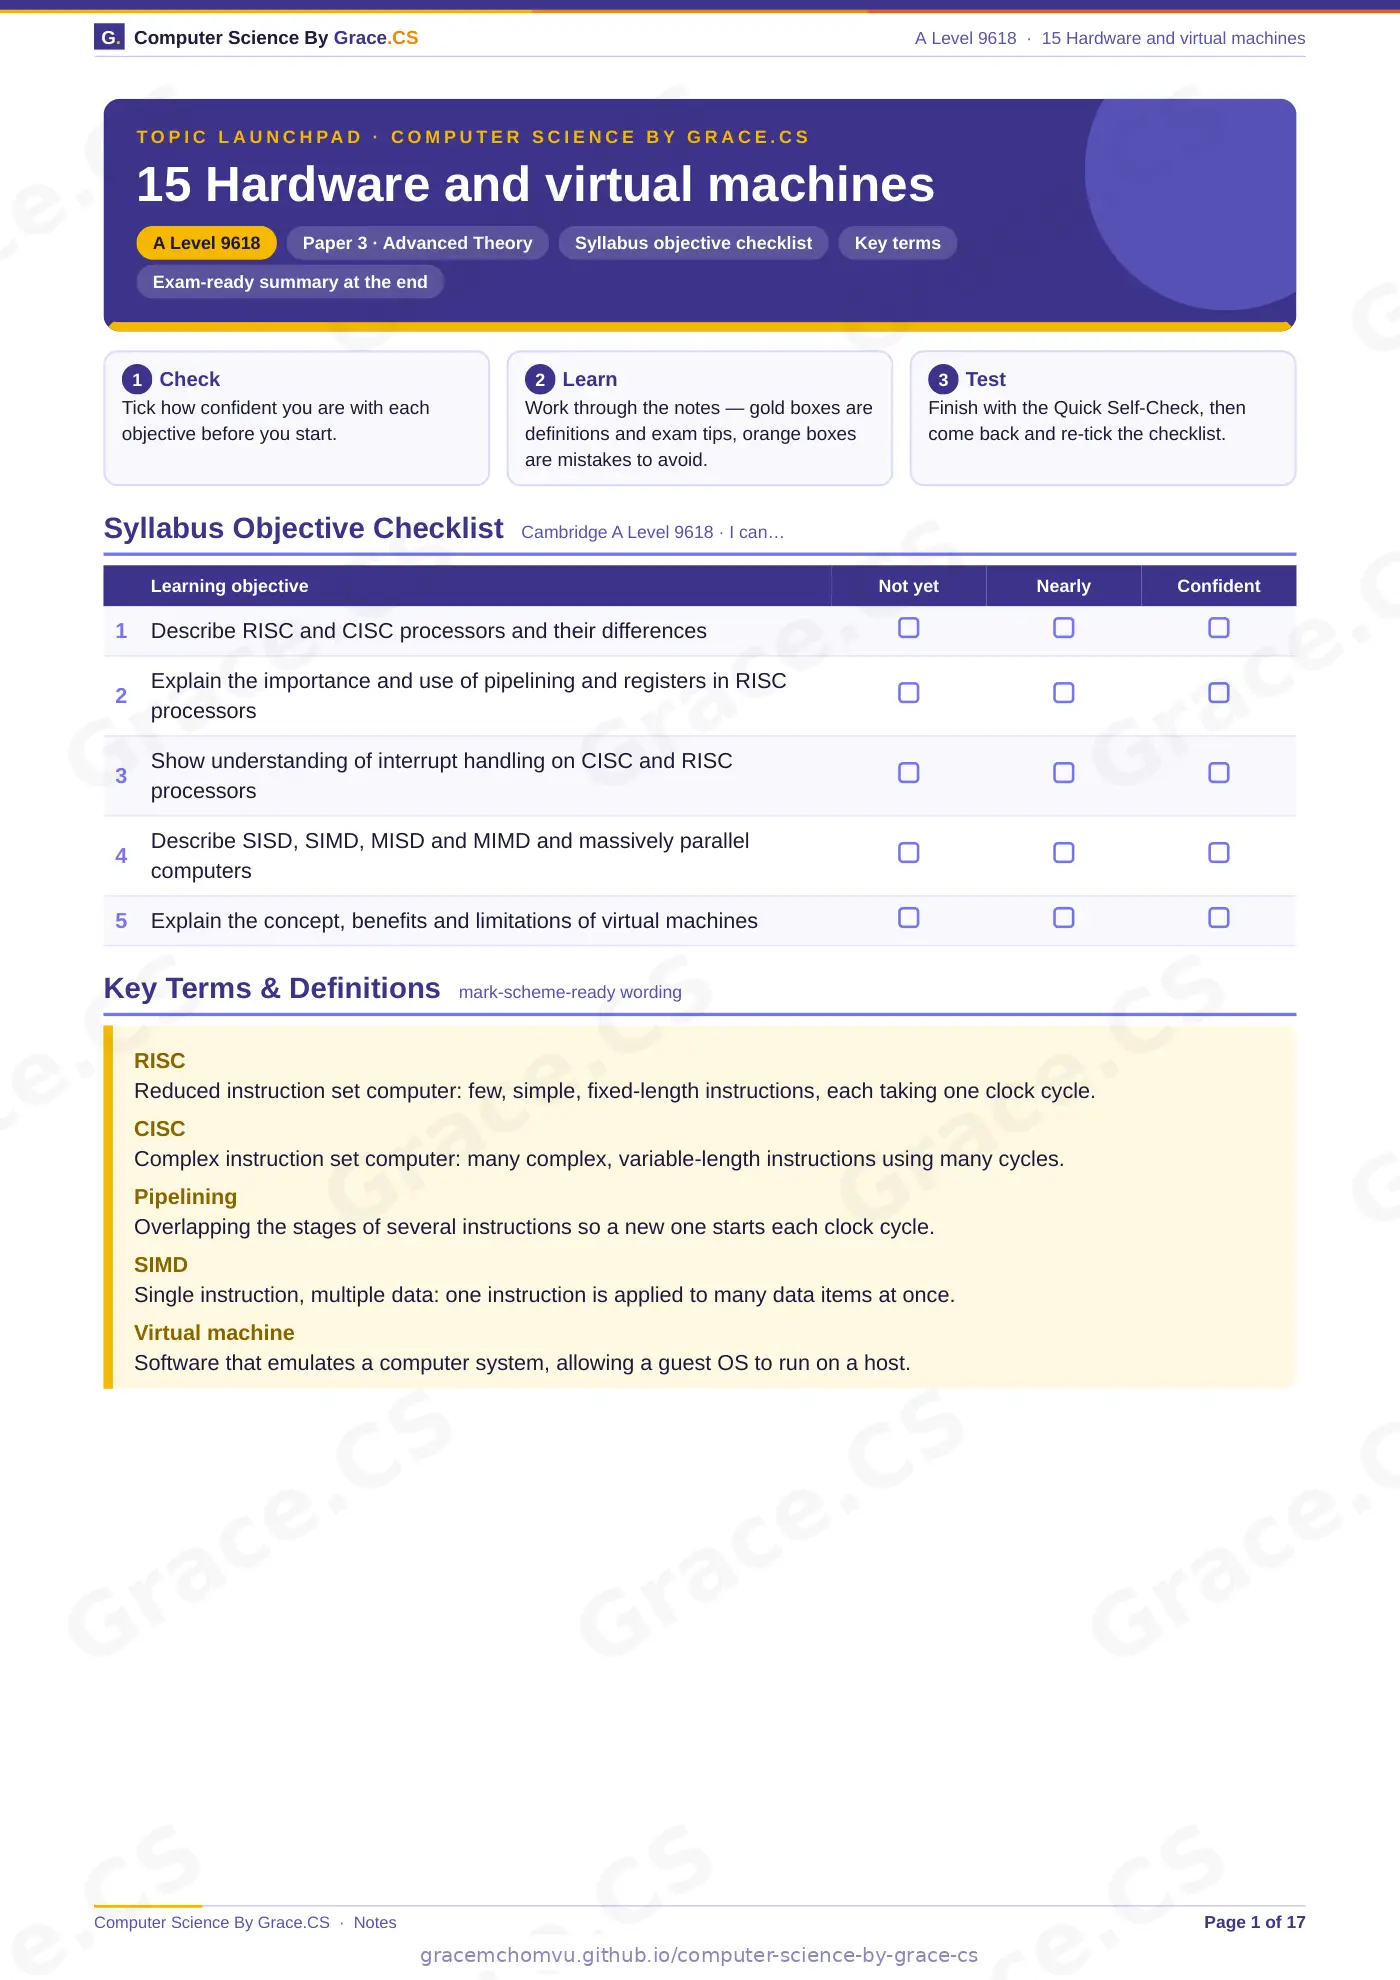 G. Computer Science By Grace.CS
A Level 9618 · 15 Hardware and virtual machines
TOPIC LAUNCHPAD · COMPUTER SCIENCE BY GRACE.CS
15 Hardware and virtual machines
A Level 9618
Paper 3 · Advanced Theory
Syllabus objective checklist
Key terms
Exam-ready summary at the end
1 Check
Tick how confident you are with each
objective before you start.
2 Learn
Work through the notes — gold boxes are
definitions and exam tips, orange boxes
are mistakes to avoid.
3 Test
Finish with the Quick Self-Check, then
come back and re-tick the checklist.
Syllabus Objective Checklist Cambridge A Level 9618 · I can…
Learning objective Not yet Nearly Confident
1 Describe RISC and CISC processors and their differences
2 Explain the importance and use of pipelining and registers in RISC
processors
3 Show understanding of interrupt handling on CISC and RISC
processors
4 Describe SISD, SIMD, MISD and MIMD and massively parallel
computers
5 Explain the concept, benefits and limitations of virtual machines
Key Terms & Definitions mark-scheme-ready wording
RISC
Reduced instruction set computer: few, simple, fixed-length instructions, each taking one clock cycle.
CISC
Complex instruction set computer: many complex, variable-length instructions using many cycles.
Pipelining
Overlapping the stages of several instructions so a new one starts each clock cycle.
SIMD
Single instruction, multiple data: one instruction is applied to many data items at once.
Virtual machine
Software that emulates a computer system, allowing a guest OS to run on a host.
Computer Science By Grace.CS · Notes
Page 1 of 17
gracemchomvu.github.io/computer-science-by-grace-cs